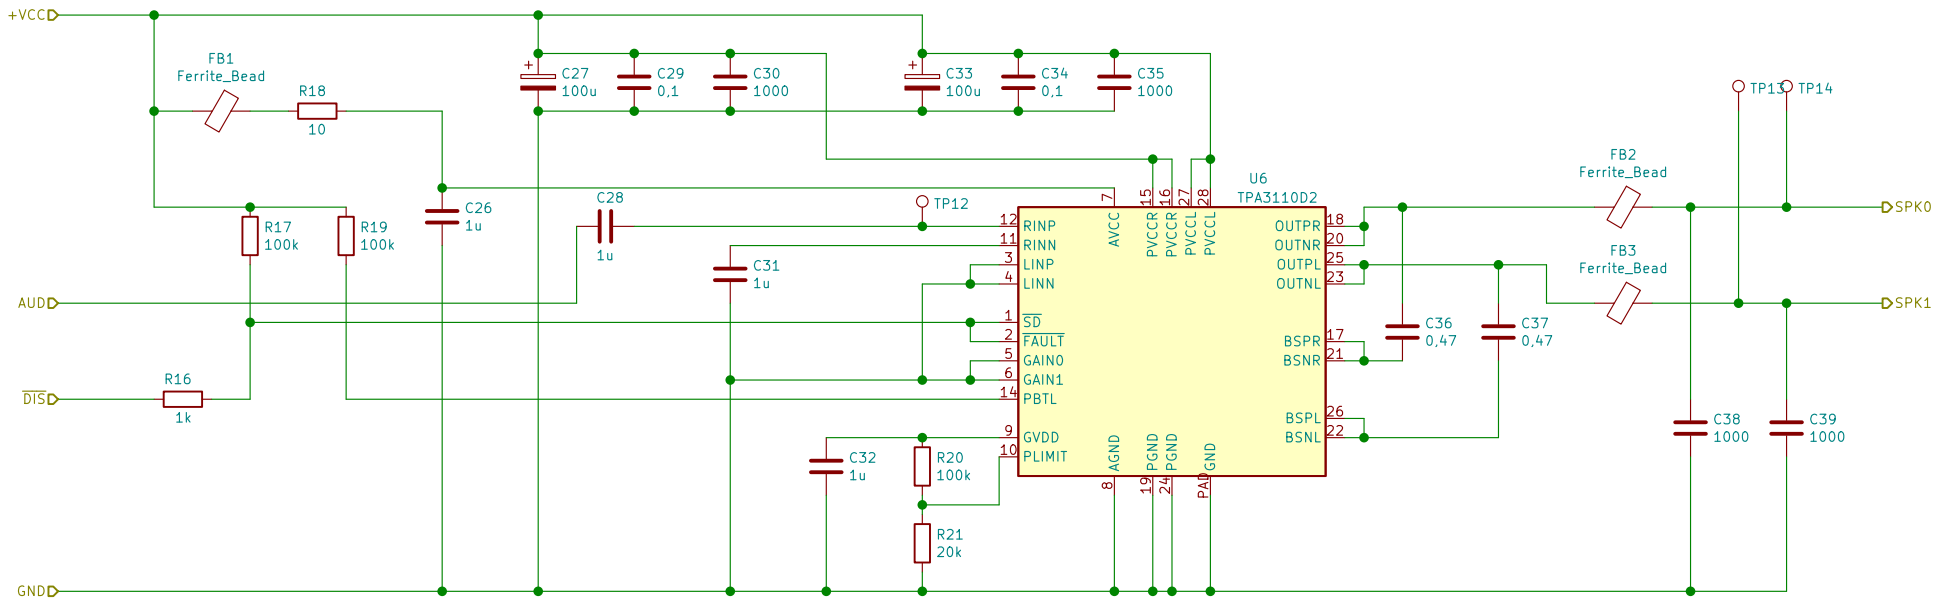 +VCC
FB1
Ferrite_Bead
R18
10
C27
100u
C29
0,1
C30
1000
C33
100u
C34
0,1
C35
1000
TP13
TP14
FB2
Ferrite_Bead
U6
TPA3110D2
R17
100k
R19
100k
C26
1u
C28
1u
TP12
C31
1u
7
15
16
27
28
AVCC
PVCCR
PVCCR
PVCCL
PVCCL
12 RINP
11 RINN
3 LINP
4 LINN
1 SD
2 FAULT
5 GAIN0
6 GAIN1
14 PBTL
9 GVDD
10 PLIMIT
OUTPR 18
OUTNR 20
OUTPL 25
OUTNL 23
BSPR 17
BSNR 21
BSPL 26
BSNL 22
AGND
PGND
PGND
GND
8
19
24
PAD
SPK0
FB3
Ferrite_Bead
SPK1
AUD
C36
0,47
C37
0,47
DIS
R16
1k
C32
1u
R20
100k
R21
20k
C38
1000
C39
1000
GND